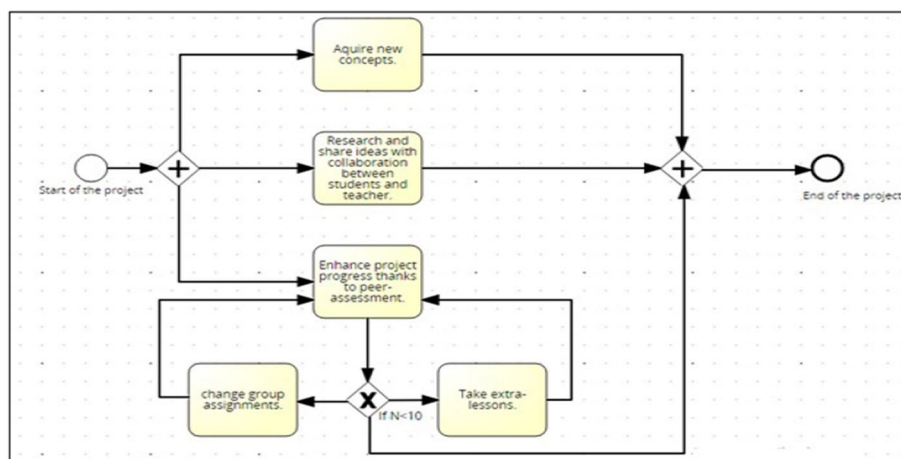 Aquire new
concepts.
Research and
share ideas with
collaboration
between
students and
teacher.
Start of the project
End of the project
Enhance project
progress thanks
to peer-
assessment.
change group
assignments.
If N<10
Take extra-
lessons.